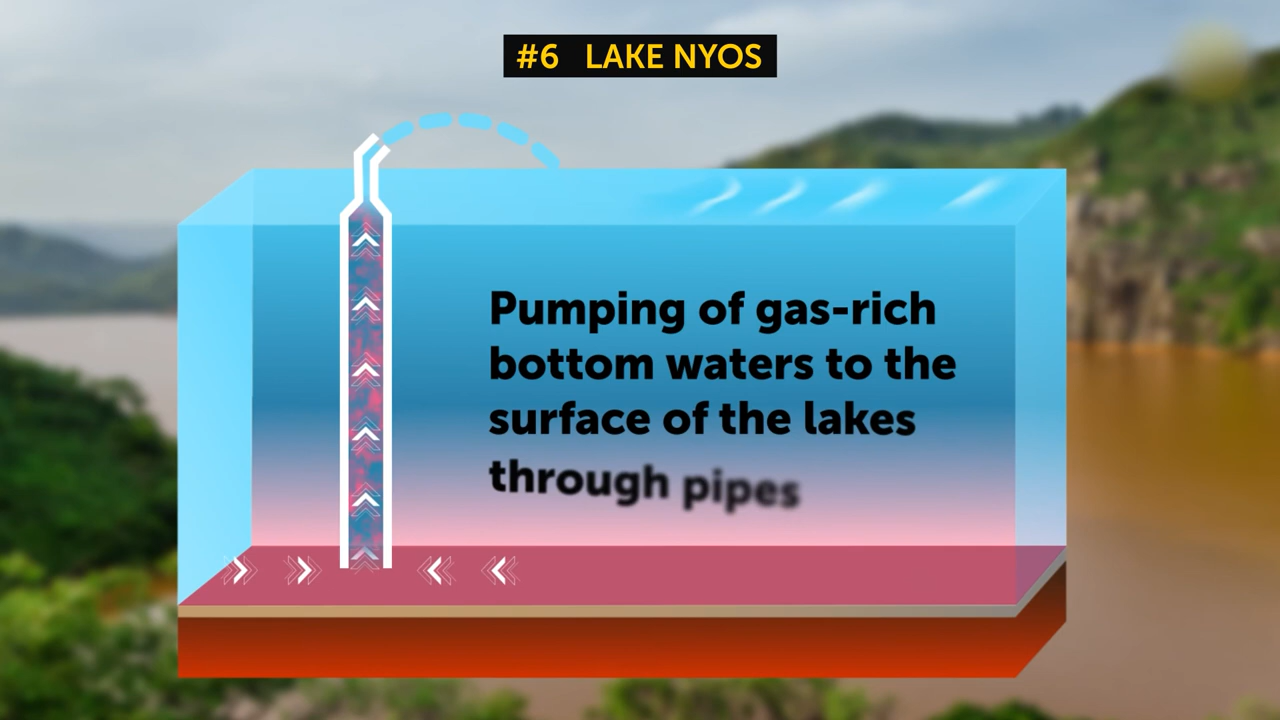 #6 LAKE NYOS
Pumping of gas-rich
bottom waters to the
surface of the lakes
through pipes